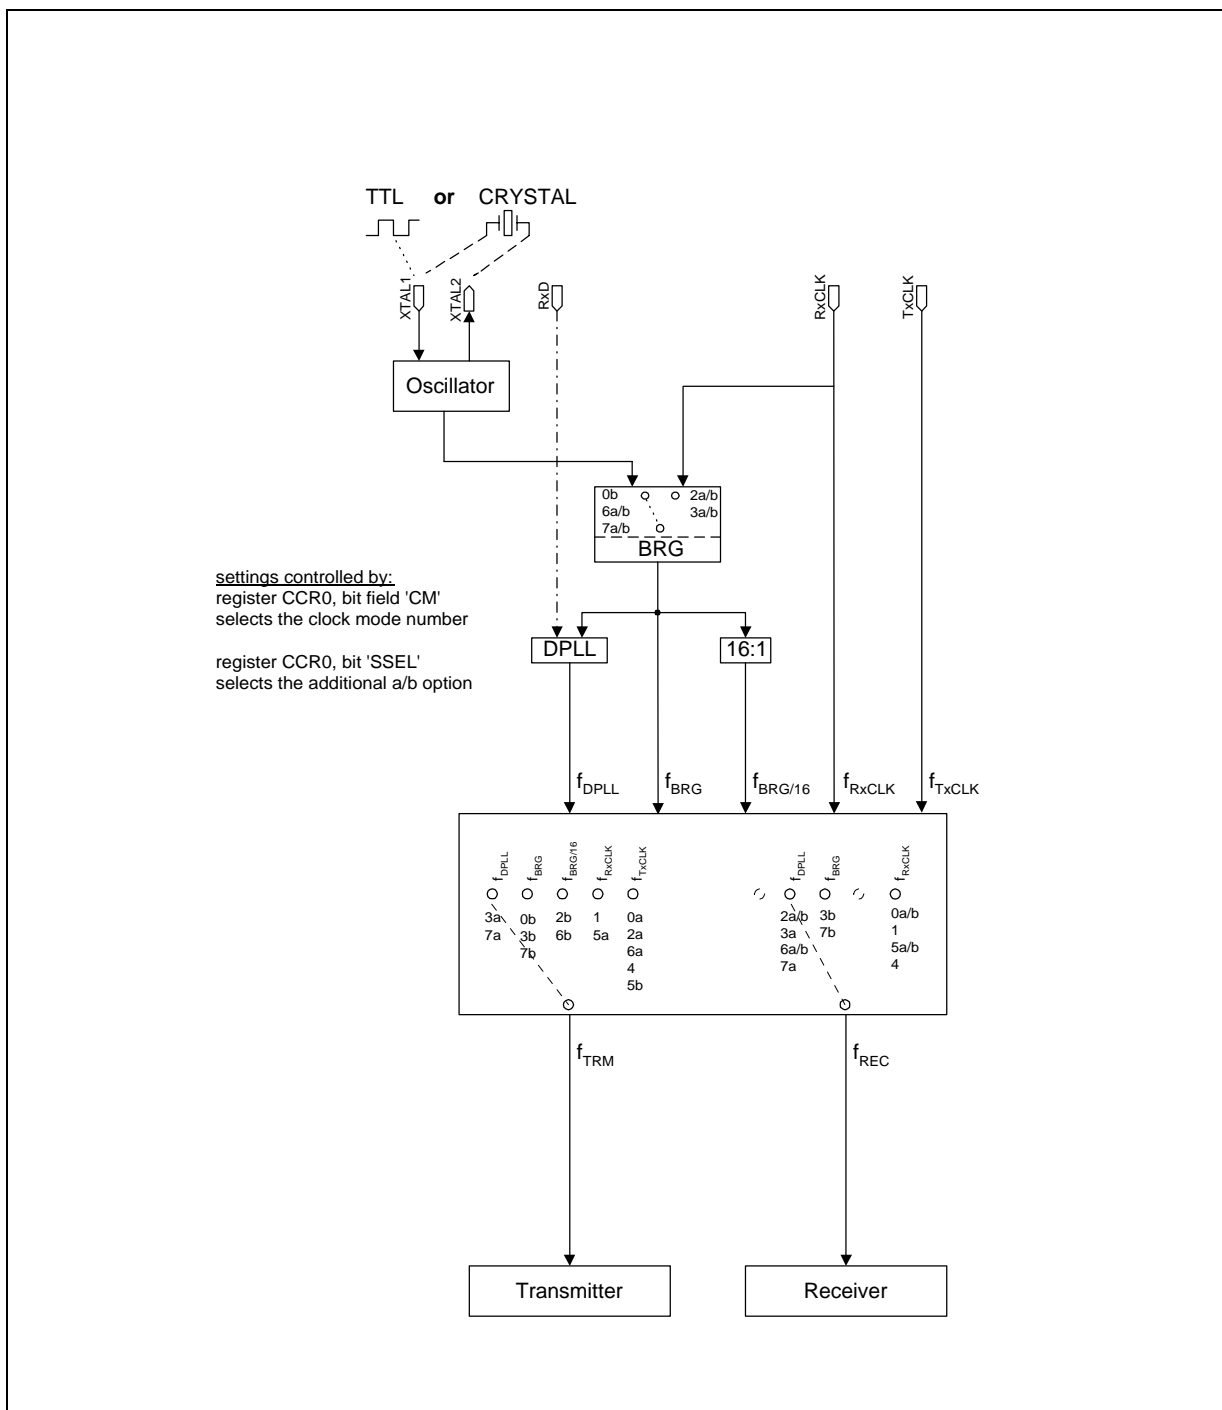 TTL or CRYSTAL
XTAL1
XTAL2
RxD
RxCLK
TxCLK
Oscillator
0b
6a/b
7a/b
2a/b
3a/b
BRG
settings controlled by:
register CCR0, bit field 'CM'
selects the clock mode number
register CCR0, bit 'SSEL'
selects the additional a/b option
DPLL
16:1
fDPLL
fBRG
fBRG/16
fRxCLK
fTxCLK
fDPLL
fBRG
fBRG/16
fRxCLK
fTxCLK
fDPLL
fBRG
fRxCLK
3a
7a
0b
3b
7b
2b
6b
1
5a
0a
2a
6a
4
5b
2a/b
3a
6a/b
7a
3b
7b
0a/b
1
5a/b
4
fTRM
fREC
Transmitter
Receiver